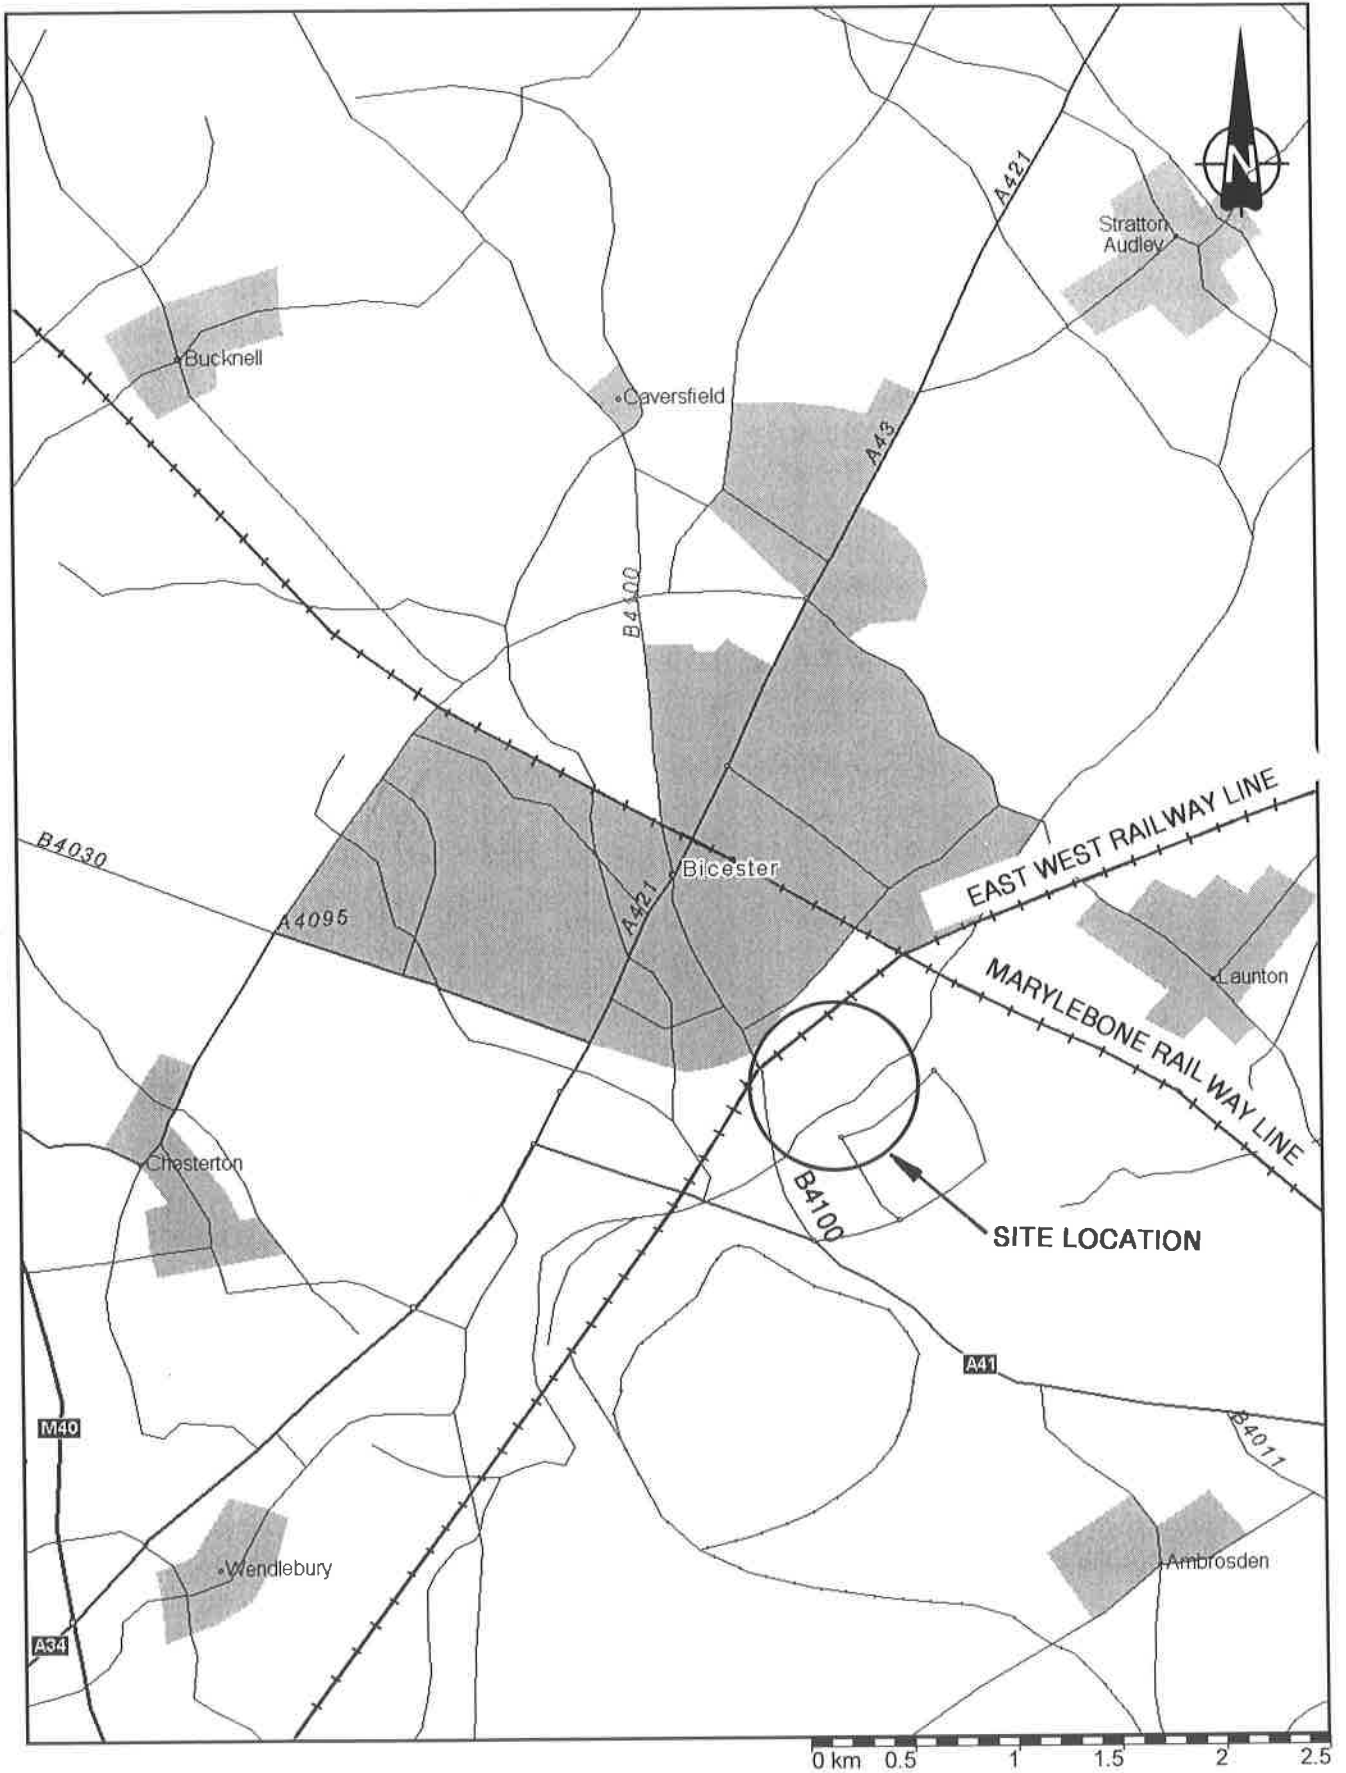 N
A421
Stratton
Audley
Bucknell
Caversfield
A43
B4100
EAST WEST RAILWAY LINE
B4030
Bicester
A421
A4095
Launton
MARYLEBONE RAILWAY LINE
Chesterton
B4100
SITE LOCATION
A41
M40
B4011
Wendlebury
Ambrosden
A34
0 km 0.5 1 1.5 2 2.5